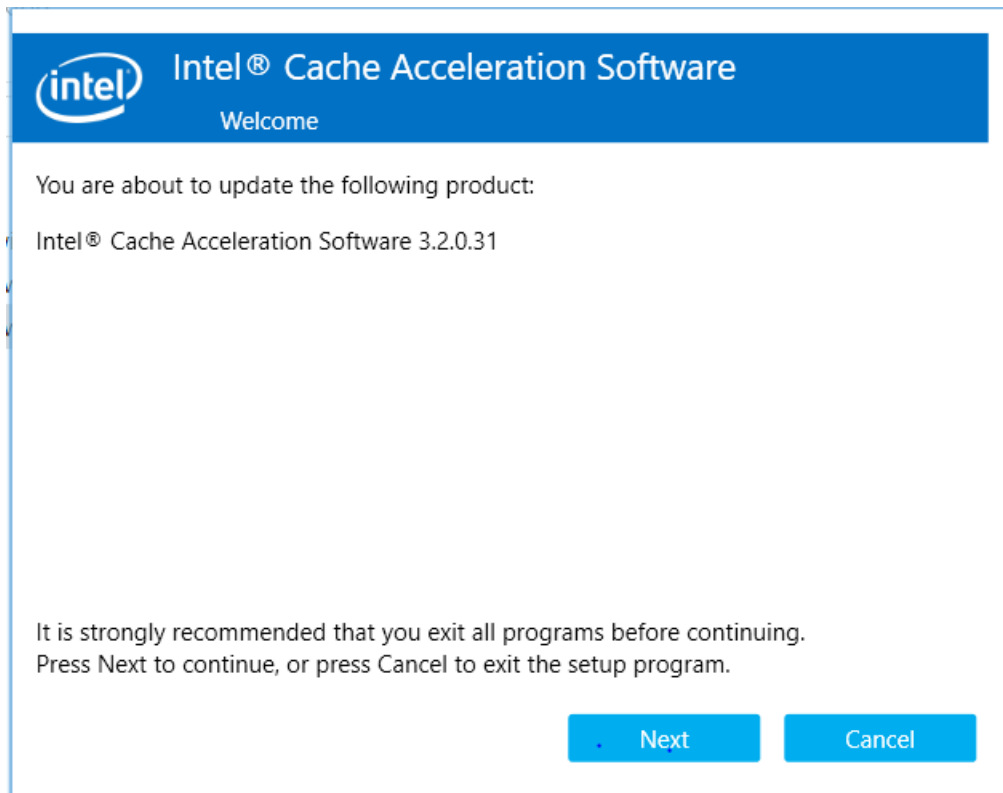 intel
Intel® Cache Acceleration Software
Welcome
You are about to update the following product:
Intel® Cache Acceleration Software 3.2.0.31
It is strongly recommended that you exit all programs before continuing.
Press Next to continue, or press Cancel to exit the setup program.
Next
Cancel